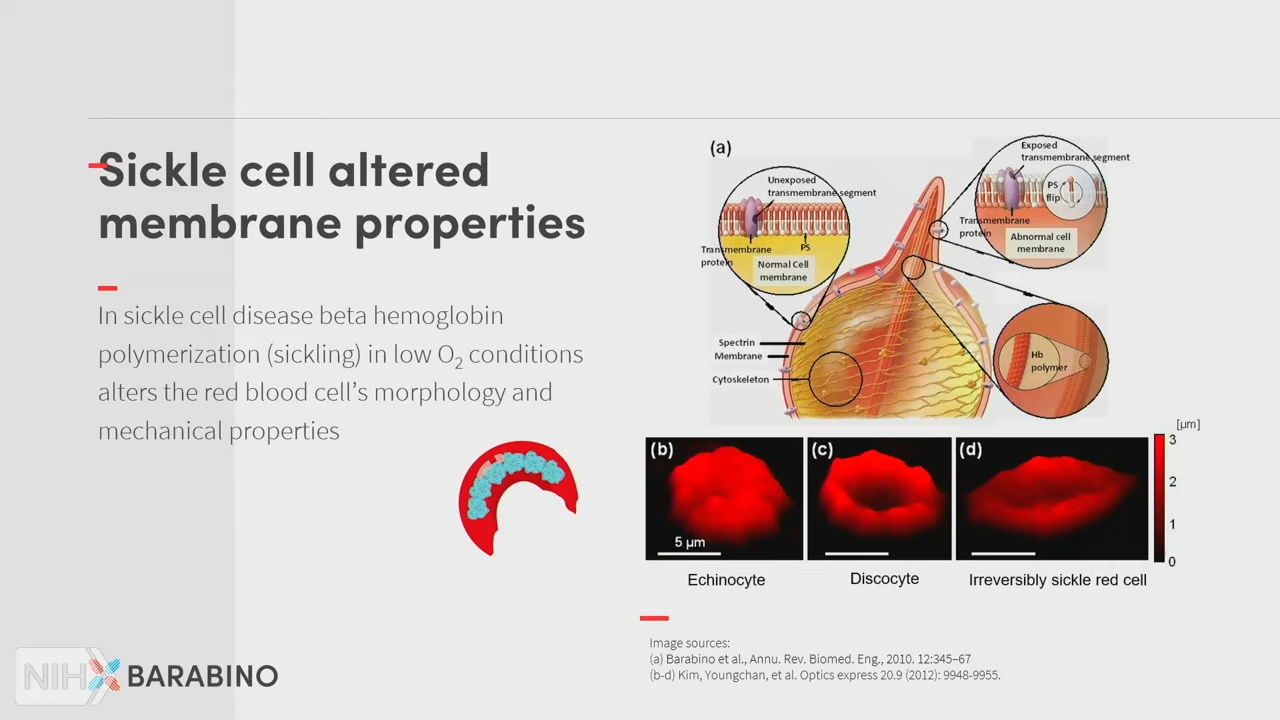 Sickle cell altered
membrane properties
In sickle cell disease beta hemoglobin
polymerization (sickling) in low O₂ conditions
alters the red blood cell’s morphology and
mechanical properties
(a)
Unexposed
transmembrane segment
Transmembrane
protein
PS
Normal Cell
membrane
Exposed
transmembrane segment
PS
flip
Transmembrane
protein
Abnormal cell
membrane
Spectrin
Membrane
Cytoskeleton
Hb
polymer
[µm]
(b)
(c)
(d)
3
2
1
0
5 µm
Echinocyte
Discocyte
Irreversibly sickle red cell
Image sources:
(a) Barabino et al., Annu. Rev. Biomed. Eng., 2010. 12:345–67
(b-d) Kim, Youngchan, et al. Optics express 20.9 (2012): 9948-9955.
NIH
BARABINO